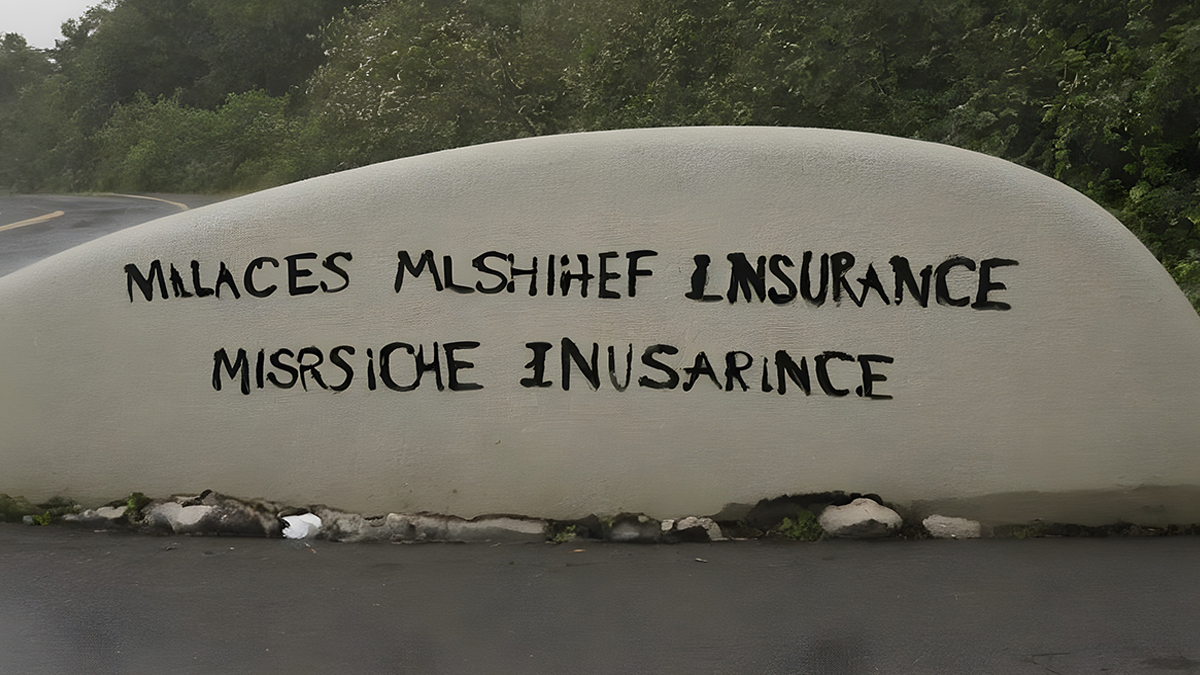 MILACES MLSHIHEF INSURANCE
MISRSICHE INUSARINCE